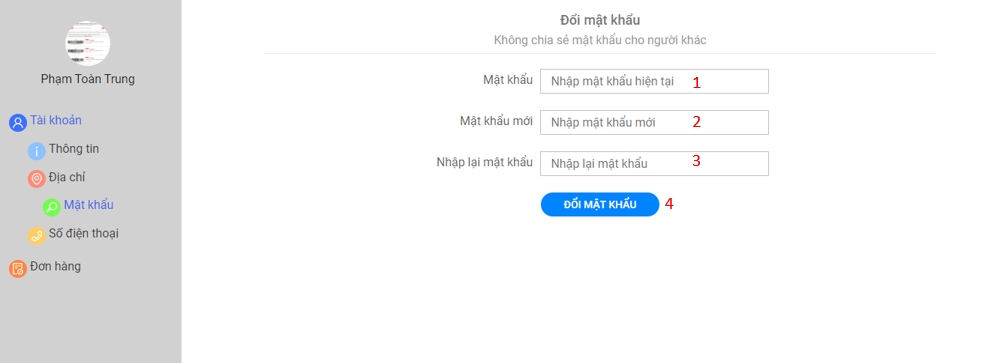 Phạm Toàn Trung
Tài khoản
Thông tin
Địa chỉ
Mật khẩu
Số điện thoại
Đơn hàng
Đổi mật khẩu
Không chia sẻ mật khẩu cho người khác
Mật khẩu Nhập mật khẩu hiện tại 1
Mật khẩu mới Nhập mật khẩu mới 2
Nhập lại mật khẩu Nhập lại mật khẩu 3
ĐỔI MẬT KHẨU 4